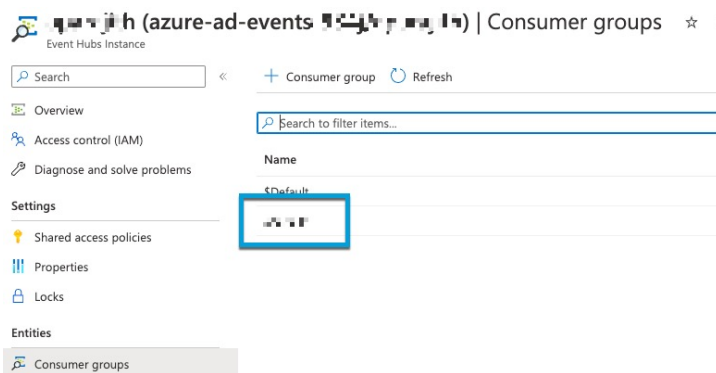 h (azure-ad-events ) | Consumer groups
Event Hubs Instance
Search
Consumer group
Refresh
Overview
Search to filter items...
Access control (IAM)
Name
Diagnose and solve problems
$Default
Settings
Shared access policies
Properties
Locks
Entities
Consumer groups